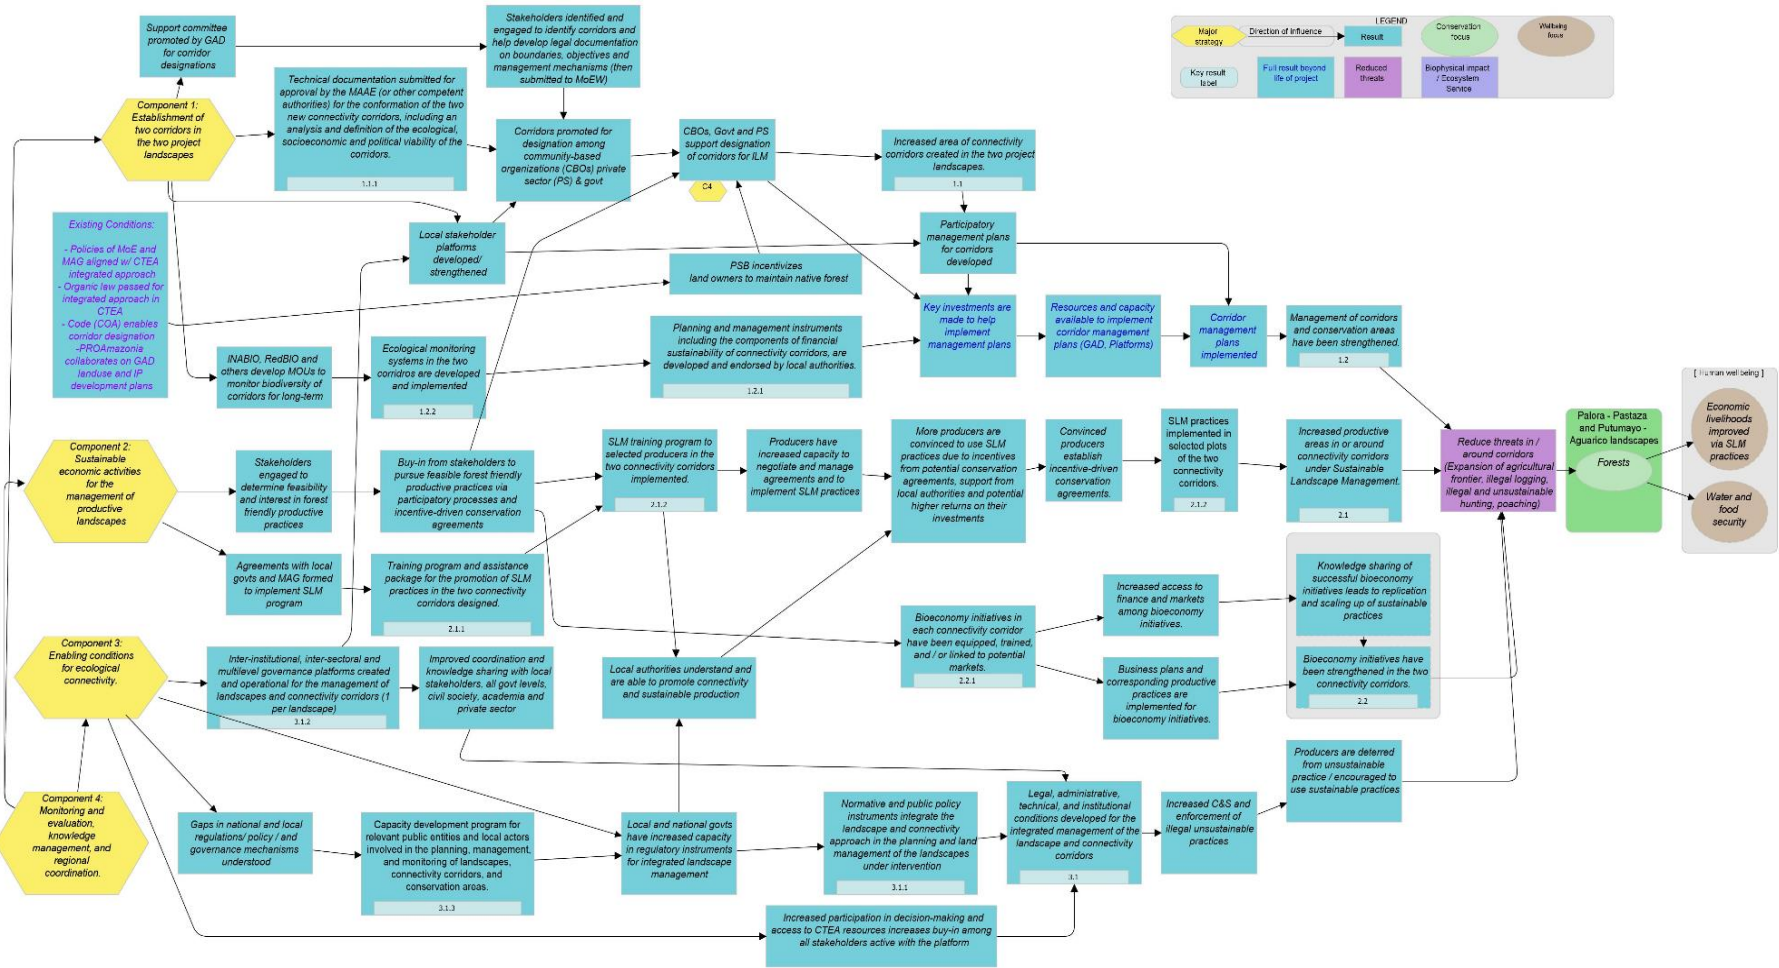 LEGEND
Major
strategy
Direction of influence
Result
Conservation
focus
Wellbeing
focus
Key result
label
Full result beyond
life of project
Reduced
threats
Biophysical impact
/ Ecosystem
Service
Support committee
promoted by GAD
for corridor
designations
Stakeholders identified and
engaged to identify corridors and
help develop legal documentation
on boundaries, objectives and
management mechanisms (then
submitted to MoEW)
Component 1:
Establishment of
two corridors in
the two project
landscapes
Technical documentation submitted for
approval by the MAAE (or other competent
authorities) for the conformation of the two
new connectivity corridors, including an
analysis and definition of the ecological,
socioeconomic and political viability of the
corridors.
1.1.1
Corridors promoted for
designation among
community-based
organizations (CBOs) private
sector (PS) & govt
CBOs, Govt and PS
support designation
of corridors for ILM
C4
Increased area of connectivity
corridors created in the two project
landscapes.
1.1
Existing Conditions:
- Policies of MoE and
MAG aligned w/ CTEA
integrated approach
- Organic law passed for
integrated approach in
CTEA
- Code (COA) enables
corridor designation
-PROAmazonia
collaborates on GAD
landuse and IP
development plans
Local stakeholder
platforms
developed/
strengthened
PSB incentivizes
land owners to maintain native forest
Participatory
management plans
for corridors
developed
INABIO, RedBIO and
others develop MOUs to
monitor biodiversity of
corridors for long-term
Ecological monitoring
systems in the two
corridros are developed
and implemented
1.2.2
Planning and management instruments
including the components of financial
sustainability of connectivity corridors, are
developed and endorsed by local authorities.
1.2.1
Key investments are
made to help
implement
management plans
Resources and capacity
available to implement
corridor management
plans (GAD, Platforms)
Corridor
management
plans
implemented
Management of corridors
and conservation areas
have been strengthened.
1.2
Component 2:
Sustainable
economic activities
for the
management of
productive
landscapes
Stakeholders
engaged to
determine feasibility
and interest in forest
friendly productive
practices
Buy-in from stakeholders to
pursue feasible forest friendly
productive practices via
participatory processes and
incentive-driven conservation
agreements
SLM training program to
selected producers in the
two connectivity corridors
implemented.
2.1.2
Producers have
increased capacity to
negotiate and manage
agreements and to
implement SLM practices
More producers are
convinced to use SLM
practices due to incentives
from potential conservation
agreements, support from
local authorities and potential
higher returns on their
investments
Convinced
producers
establish
incentive-driven
conservation
agreements.
SLM practices
implemented in
selected plots
of the two
connectivity
corridors.
2.1.2
Increased productive
areas in or around
connectivity corridors
under Sustainable
Landscape Management.
2.1
Reduce threats in /
around corridors
(Expansion of agricultural
frontier, illegal logging,
illegal and unsustainable
hunting, poaching)
Palora - Pastaza
and Putumayo -
Aguarico landscapes
Forests
[ Human wellbeing ]
Economic
livelihoods
improved
via SLM
practices
Water and
food
security
Agreements with local
govts and MAG formed
to implement SLM
program
Training program and assistance
package for the promotion of SLM
practices in the two connectivity
corridors designed.
2.1.1
Bioeconomy initiatives in
each connectivity corridor
have been equipped, trained,
and / or linked to potential
markets.
2.2.1
Increased access to
finance and markets
among bioeconomy
initiatives.
Business plans and
corresponding productive
practices are
implemented for
bioeconomy initiatives.
Knowledge sharing of
successful bioeconomy
initiatives leads to replication
and scaling up of sustainable
practices
Bioeconomy initiatives have
been strengthened in the two
connectivity corridors.
2.2
Component 3:
Enabling conditions
for ecological
connectivity.
Inter-institutional, inter-sectoral and
multilevel governance platforms created
and operational for the management of
landscapes and connectivity corridors (1
per landscape)
3.1.2
Improved coordination and
knowledge sharing with local
stakeholders, all govt levels,
civil society, academia and
private sector
Local authorities understand and
are able to promote connectivity
and sustainable production
Producers are deterred
from unsustainable
practice / encouraged to
use sustainable practices
Component 4:
Monitoring and
evaluation,
knowledge
management, and
regional
coordination.
Gaps in national and local
regulations/ policy / and
governance mechanisms
understood
Capacity development program for
relevant public entities and local actors
involved in the planning, management,
and monitoring of landscapes,
connectivity corridors, and
conservation areas.
3.1.3
Local and national govts
have increased capacity
in regulatory instruments
for integrated landscape
management
Normative and public policy
instruments integrate the
landscape and connectivity
approach in the planning and land
management of the landscapes
under intervention
3.1.1
Legal, administrative,
technical, and institutional
conditions developed for the
integrated management of the
landscape and connectivity
corridors
3.1
Increased C&S and
enforcement of
illegal unsustainable
practices
Increased participation in decision-making and
access to CTEA resources increases buy-in among
all stakeholders active with the platform